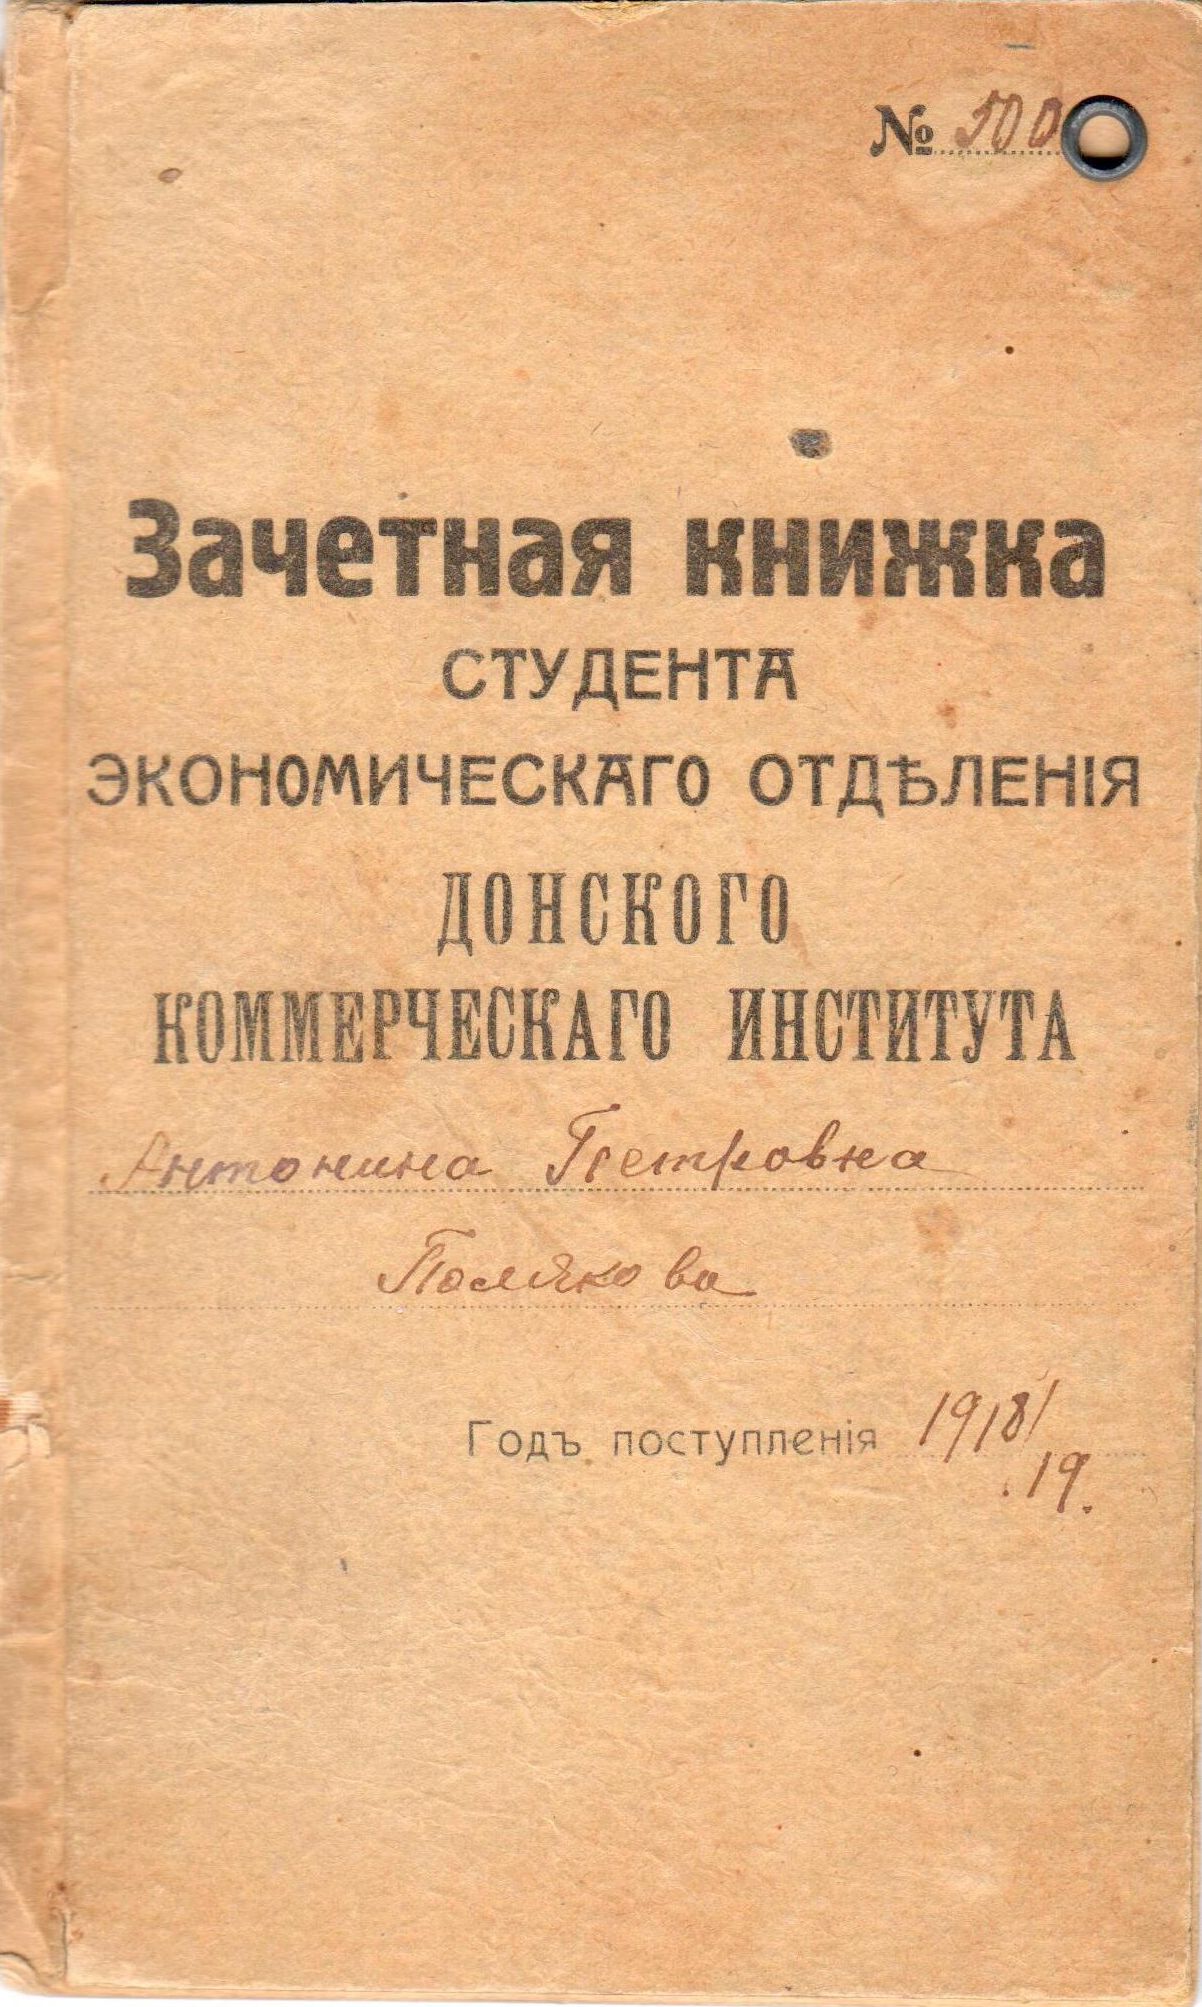 № 500
Зачетная книжка
СТУДЕНТА
ЭКОНОМИЧЕСКАГО ОТДѢЛЕНІЯ
ДОНСКОГО
КОММЕРЧЕСКАГО ИНСТИТУТА
Антонина Петровна
Полякова
Годъ поступленія 1918/
19.